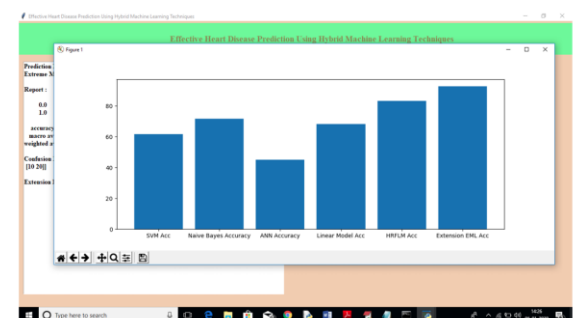 Effective Heart Disease Prediction Using Hybrid Machine Learning Techniques
Effective Heart Disease Prediction Using Hybrid Machine Learning Techniques
Figure 1
Prediction
Extreme M
Report :
0.0
1.0
accuracy
macro av
weighted a
Confusion
[[10 20]]
Extension
80
60
40
20
0
SVM Acc Naive Bayes Accuracy ANN Accuracy Linear Model Acc HRFLM Acc Extension EML Acc
Type here to search
14:26